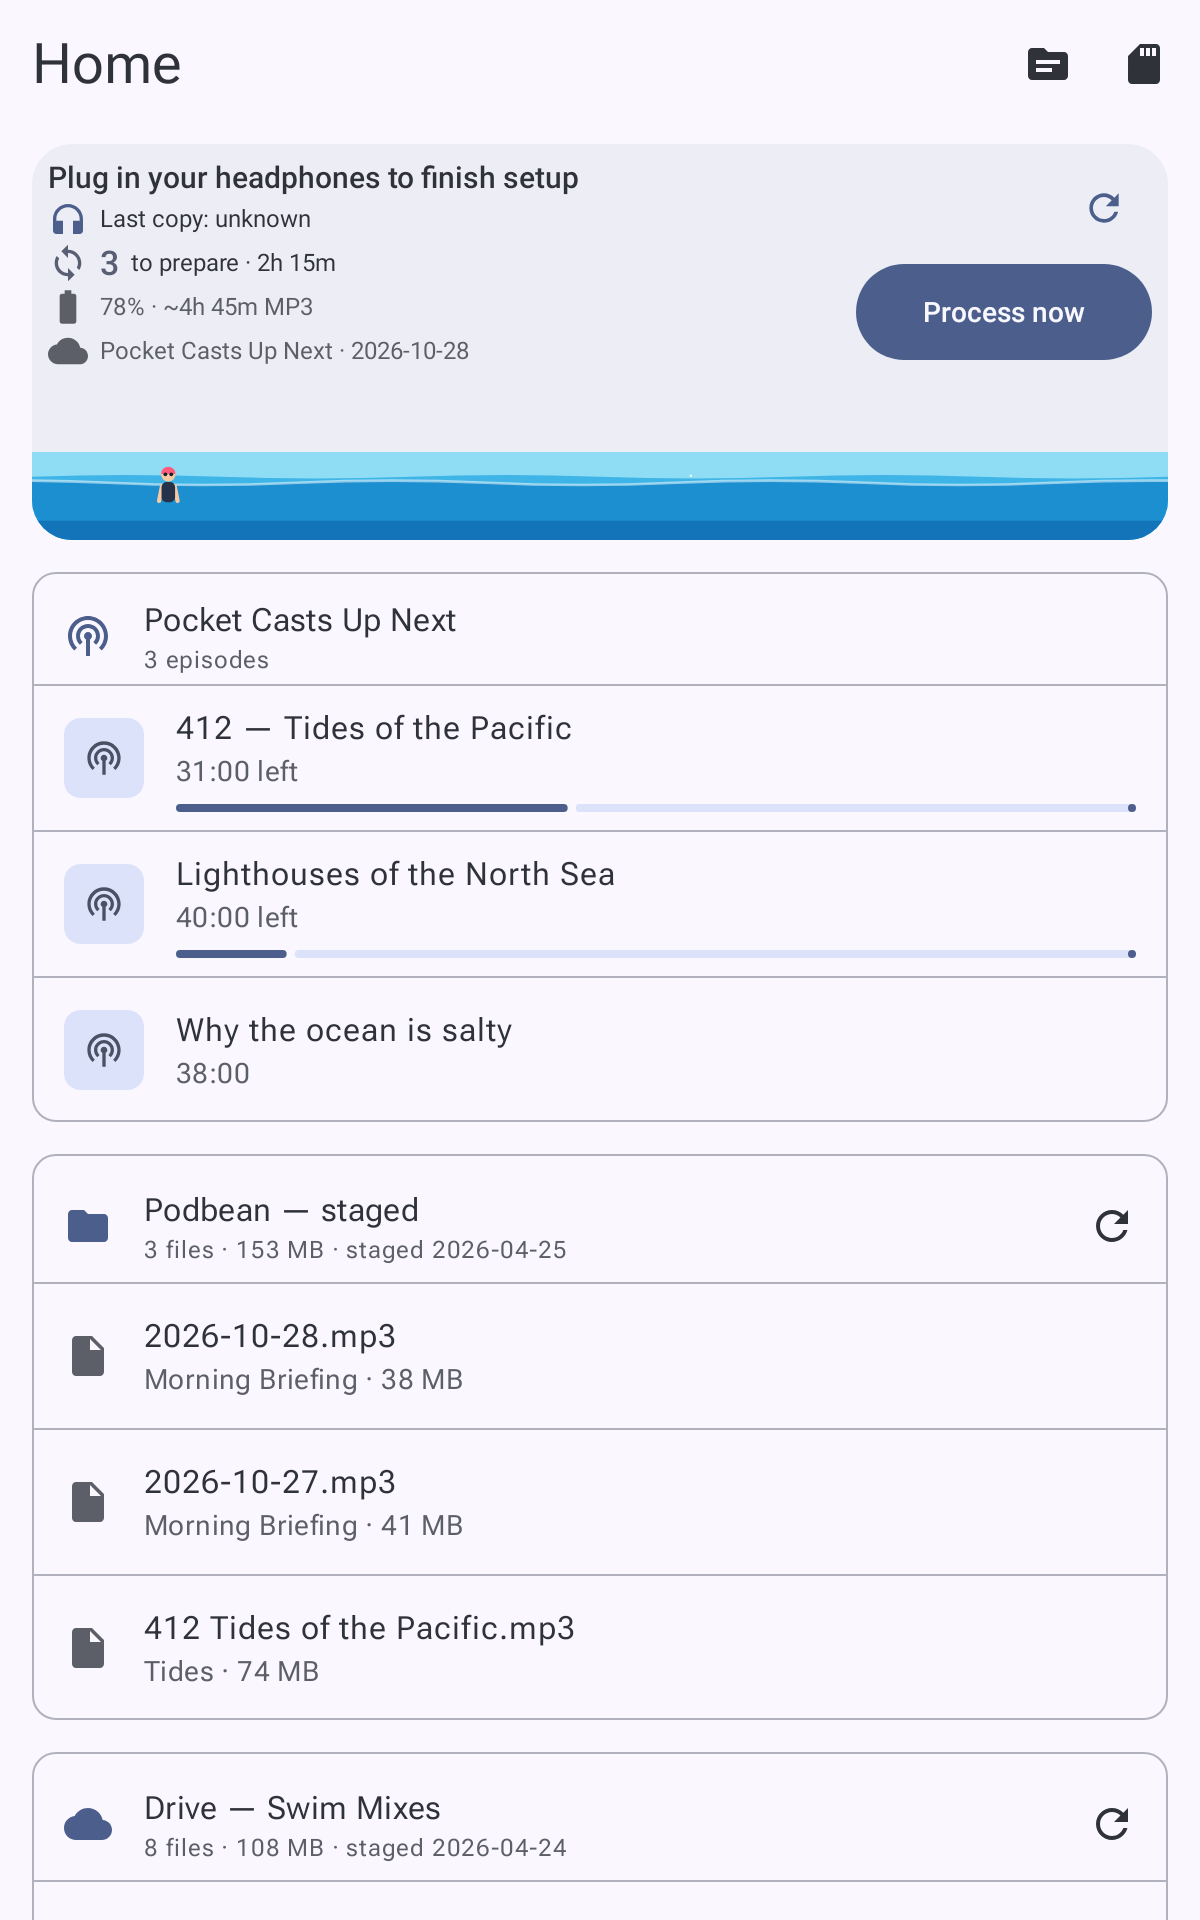 Home
Plug in your headphones to finish setup
Last copy: unknown
3 to prepare · 2h 15m
78% · ~4h 45m MP3
Process now
Pocket Casts Up Next · 2026-10-28
Pocket Casts Up Next
3 episodes
412 — Tides of the Pacific
31:00 left
Lighthouses of the North Sea
40:00 left
Why the ocean is salty
38:00
Podbean — staged
3 files · 153 MB · staged 2026-04-25
2026-10-28.mp3
Morning Briefing · 38 MB
2026-10-27.mp3
Morning Briefing · 41 MB
412 Tides of the Pacific.mp3
Tides · 74 MB
Drive — Swim Mixes
8 files · 108 MB · staged 2026-04-24